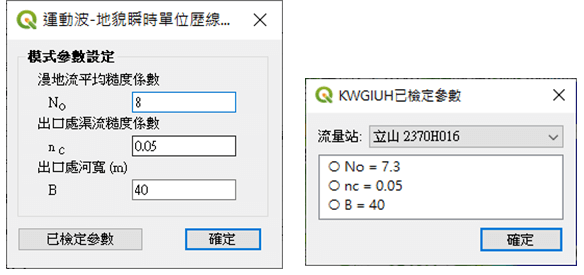 運動波-地貌瞬時單位歷線...
模式參數設定
漫地流平均糙度係數
No 8
出口處渠流糙度係數
nc 0.05
出口處河寬 (m)
B 40
已檢定參數 確定
KWGIUH已檢定參數
流量站: 立山 2370H016
No = 7.3
nc = 0.05
B = 40
確定